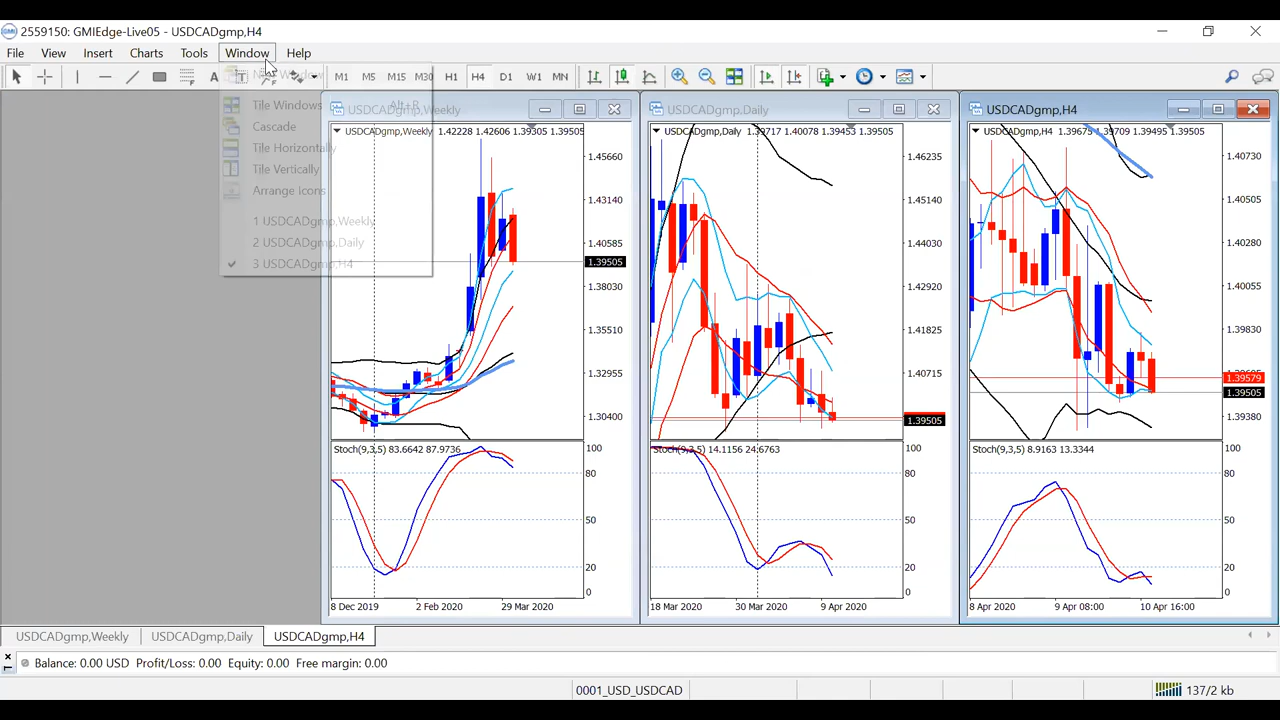 2559150: GMIEdge-Live05 - USDCADgmp,H4
File View Insert Charts Tools Window Help
A T M1 M5 M15 M30 H1 H4 D1 W1 MN
Tile Windows Alt+R
Cascade
Tile Horizontally
Tile Vertically
Arrange Icons
1 USDCADgmp,Weekly
2 USDCADgmp,Daily
3 USDCADgmp,H4
USDCADgmp,Weekly
USDCADgmp,Weekly 1.42228 1.42606 1.39505 1.39505
1.45660
1.43140
1.40585
1.39505
1.38030
1.35510
1.32955
1.30400
Stoch(9,3,5) 83.6642 87.9736
100
80
50
20
0
8 Dec 2019 2 Feb 2020 29 Mar 2020
USDCADgmp,Daily
USDCADgmp,Daily 1.40078 1.39505
1.46235
1.45140
1.44030
1.42920
1.41825
1.40715
1.39505
Stoch(9,3,5) 14.1156 24.6763
100
80
50
20
0
18 Mar 2020 30 Mar 2020 9 Apr 2020
USDCADgmp,H4
USDCADgmp,H4 1.39675 1.39709 1.39495 1.39505
1.40730
1.40505
1.40280
1.40055
1.39830
1.39579
1.39505
1.39380
Stoch(9,3,5) 8.9163 13.3344
100
80
50
20
0
8 Apr 2020 9 Apr 08:00 10 Apr 16:00
USDCADgmp,Weekly USDCADgmp,Daily USDCADgmp,H4
Balance: 0.00 USD Profit/Loss: 0.00 Equity: 0.00 Free margin: 0.00
0001_USD_USDCAD 137/2 kb